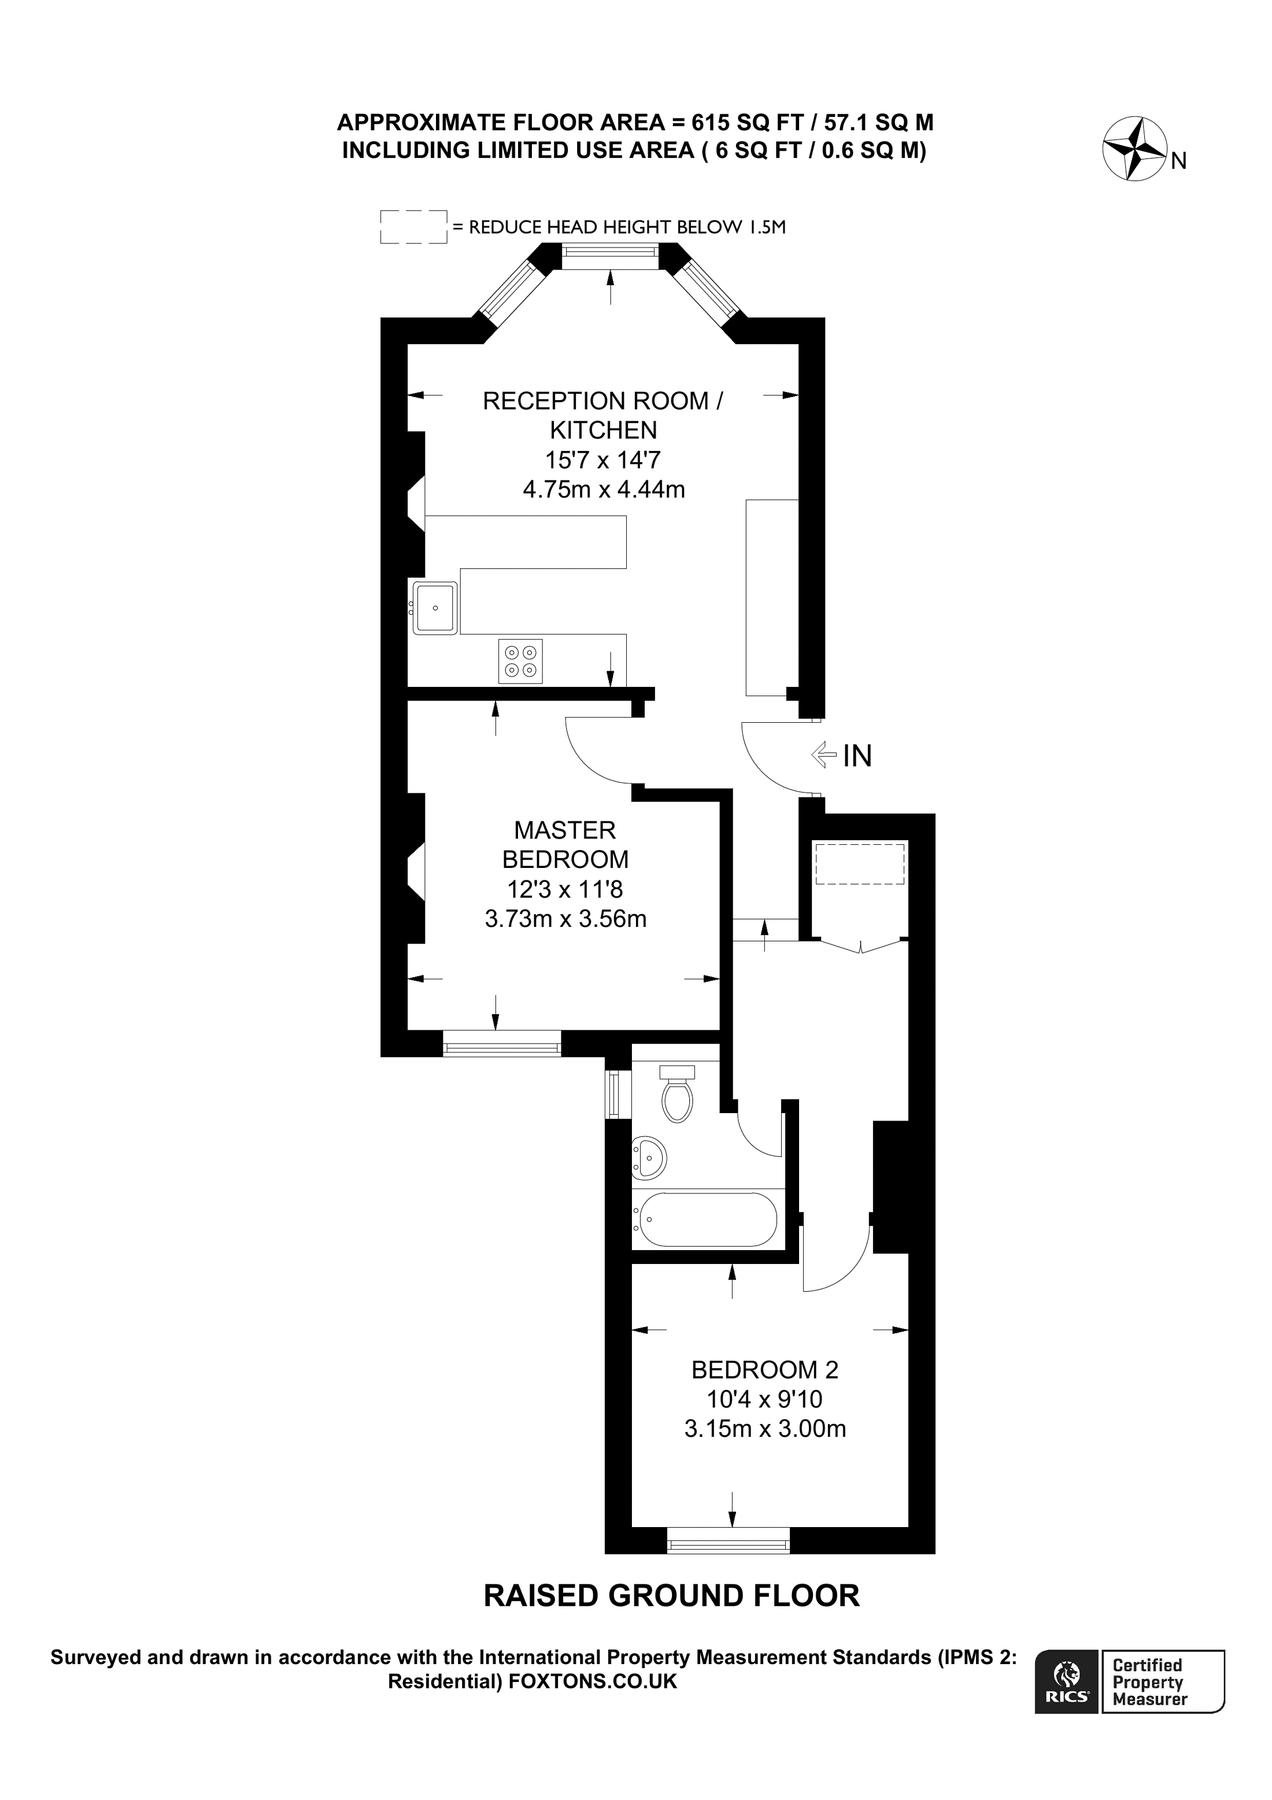 APPROXIMATE FLOOR AREA = 615 SQ FT / 57.1 SQ M
INCLUDING LIMITED USE AREA ( 6 SQ FT / 0.6 SQ M)
N
= REDUCE HEAD HEIGHT BELOW 1.5M
RECEPTION ROOM /
KITCHEN
15'7 x 14'7
4.75m x 4.44m
IN
MASTER
BEDROOM
12'3 x 11'8
3.73m x 3.56m
BEDROOM 2
10'4 x 9'10
3.15m x 3.00m
RAISED GROUND FLOOR
Surveyed and drawn in accordance with the International Property Measurement Standards (IPMS 2:
Residential) FOXTONS.CO.UK
RICS
Certified
Property
Measurer